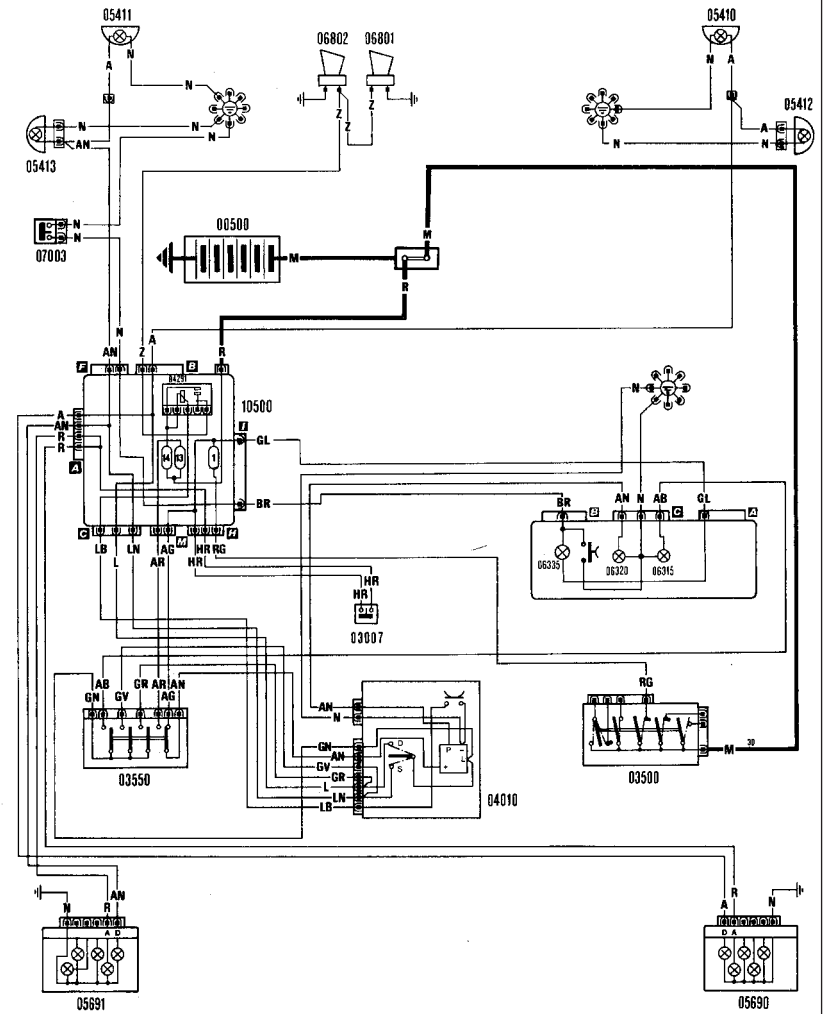 05411
06802 06801
05410
A N
N A
N
Z Z
Z
05412
N
N
AN
05413
A
N
N
N
N
07003
00500
M
M
R
N
A
AN Z R
F B
84291
10500
A
AN
R
R
A
I
GL
14 13 1
BR
C M H
LB LN AG HR RG
L AR HR
HR
HR
03007
N
BR AN N AB GL
B C A
06335 06320 06315
AB GR AR AN
GN GV AG
03550
AN
N
GN
AN
GV
GR
L
LN
LB
D
S
P
L
04010
RG
M 30
03500
AN
N R
A D
05691
R
A N
D A
05690